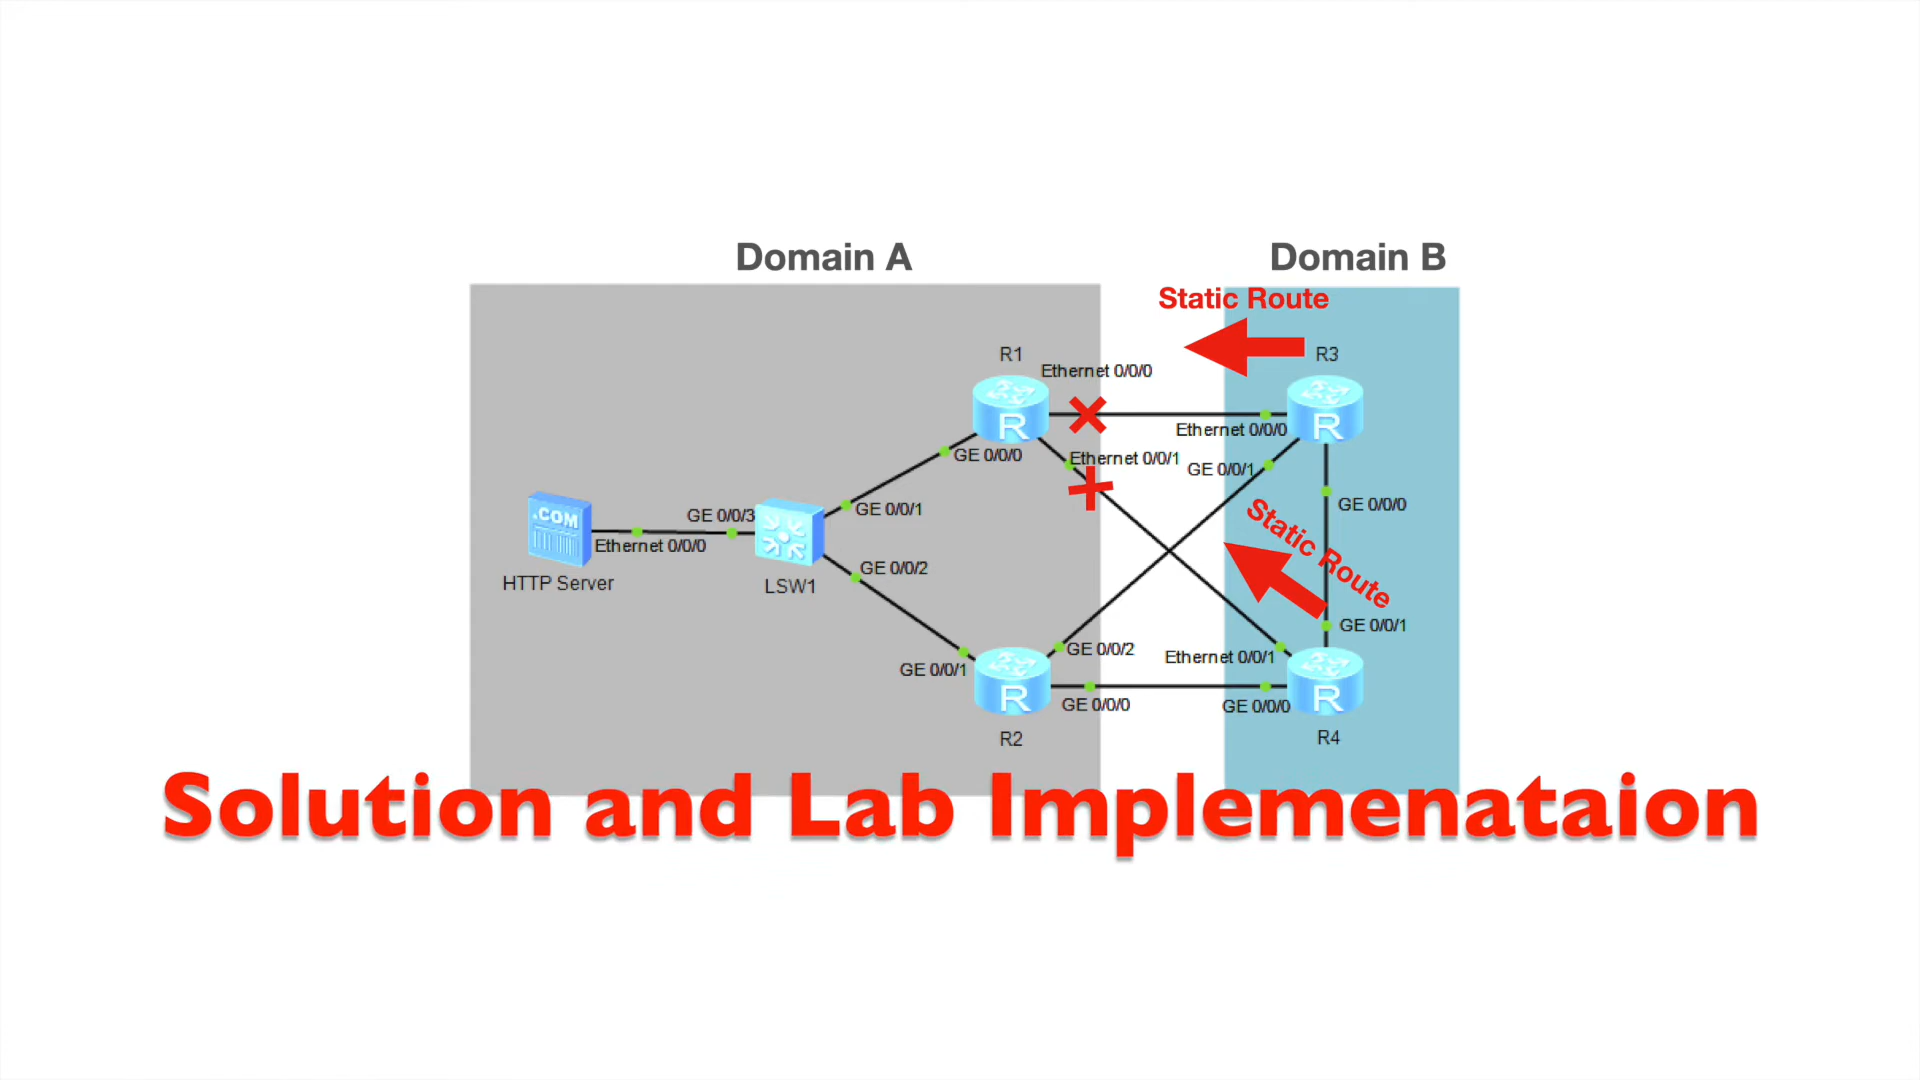 Domain A
Domain B
Static Route
R1
R3
Ethernet 0/0/0
R
R
Ethernet 0/0/0
GE 0/0/0
Ethernet 0/0/1
GE 0/0/1
.COM
GE 0/0/3
GE 0/0/1
GE 0/0/0
Static Route
Ethernet 0/0/0
GE 0/0/2
HTTP Server
LSW1
GE 0/0/1
GE 0/0/1
GE 0/0/2
Ethernet 0/0/1
R
R
GE 0/0/0
GE 0/0/0
R2
R4
Solution and Lab Implemenataion